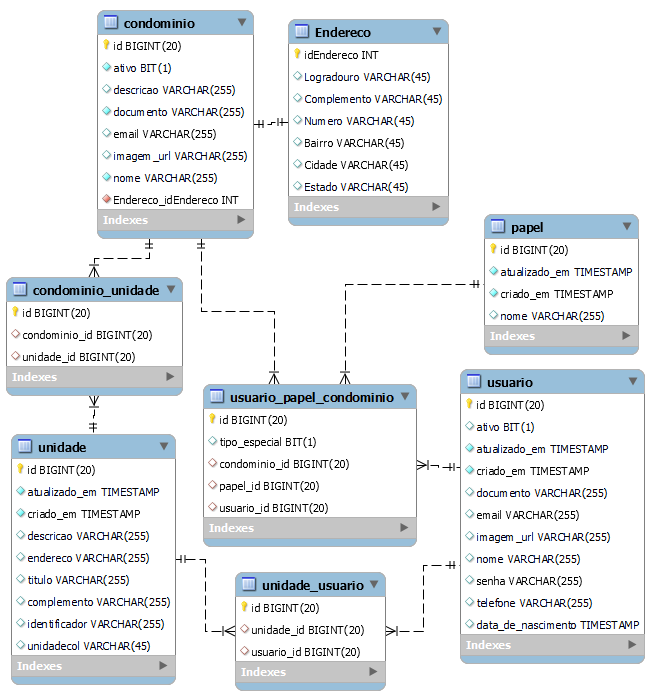 condominio
id BIGINT(20)
ativo BIT(1)
descricao VARCHAR(255)
documento VARCHAR(255)
email VARCHAR(255)
imagem_url VARCHAR(255)
nome VARCHAR(255)
Endereco_idEndereco INT
Indexes
Endereco
idEndereco INT
Logradouro VARCHAR(45)
Complemento VARCHAR(45)
Numero VARCHAR(45)
Bairro VARCHAR(45)
Cidade VARCHAR(45)
Estado VARCHAR(45)
Indexes
papel
id BIGINT(20)
atualizado_em TIMESTAMP
criado_em TIMESTAMP
nome VARCHAR(255)
Indexes
condominio_unidade
id BIGINT(20)
condominio_id BIGINT(20)
unidade_id BIGINT(20)
Indexes
usuario_papel_condominio
id BIGINT(20)
tipo_especial BIT(1)
condominio_id BIGINT(20)
papel_id BIGINT(20)
usuario_id BIGINT(20)
Indexes
usuario
id BIGINT(20)
ativo BIT(1)
atualizado_em TIMESTAMP
criado_em TIMESTAMP
documento VARCHAR(255)
email VARCHAR(255)
imagem_url VARCHAR(255)
nome VARCHAR(255)
senha VARCHAR(255)
telefone VARCHAR(255)
data_de_nascimento TIMESTAMP
Indexes
unidade
id BIGINT(20)
atualizado_em TIMESTAMP
criado_em TIMESTAMP
descricao VARCHAR(255)
endereco VARCHAR(255)
titulo VARCHAR(255)
complemento VARCHAR(255)
identificador VARCHAR(255)
unidadecol VARCHAR(45)
Indexes
unidade_usuario
id BIGINT(20)
unidade_id BIGINT(20)
usuario_id BIGINT(20)
Indexes